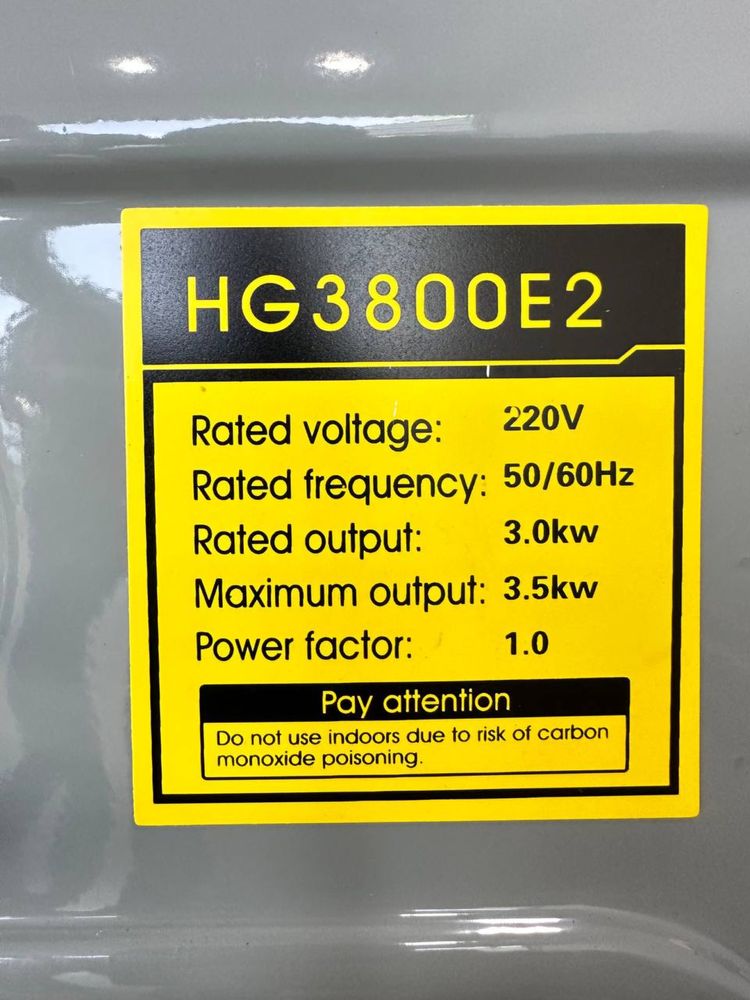 HG3800E2
Rated voltage: 220V
Rated frequency: 50/60Hz
Rated output: 3.0kw
Maximum output: 3.5kw
Power factor: 1.0
Pay attention
Do not use indoors due to risk of carbon
monoxide poisoning.